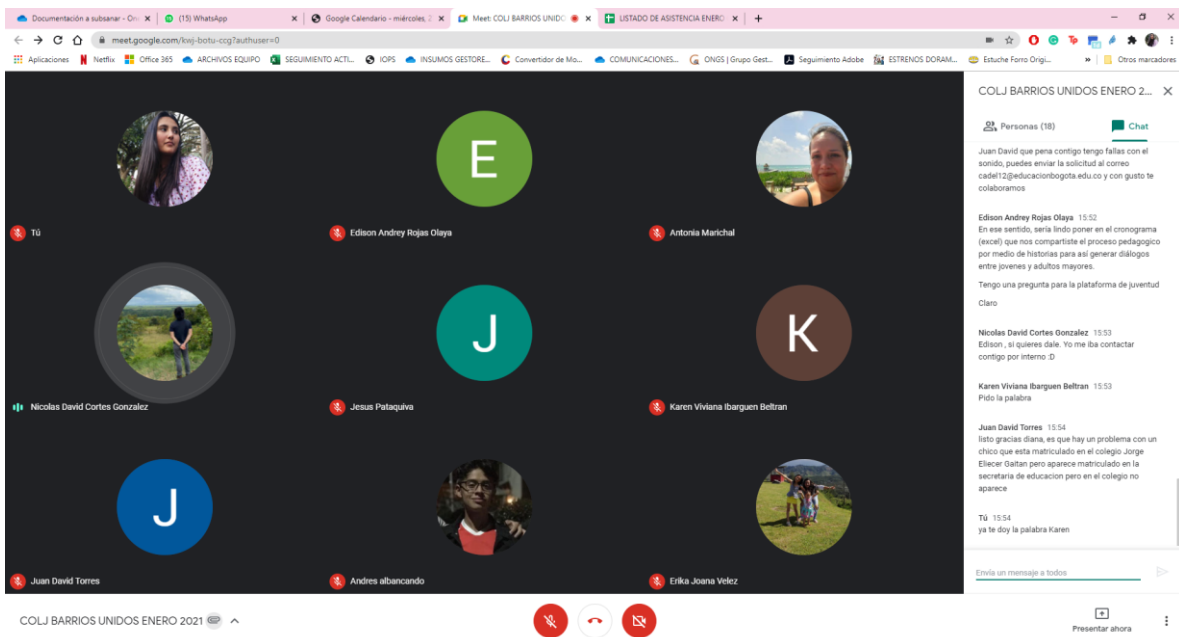 Documentación a subsanar - On
(15) WhatsApp
Google Calendario - miércoles, 2
Meet: COLJ BARRIOS UNIDO
LISTADO DE ASISTENCIA ENERO
meet.google.com/kwj-botu-ccg?authuser=0
Aplicaciones
Netflix
Office 365
ARCHIVOS EQUIPO
SEGUIMIENTO ACTI...
IOPS
INSUMOS GESTORE...
Convertidor de Mo...
COMUNICACIONES...
ONGS | Grupo Gest...
Seguimiento Adobe
ESTRENOS DORAM...
Estuche Forro Origi...
Otros marcadores
E
Tú
Edison Andrey Rojas Olaya
Antonia Marichal
J
K
Nicolas David Cortes Gonzalez
Jesus Pataquiva
Karen Viviana Ibarguen Beltran
J
Juan David Torres
Andres albancando
Erika Joana Velez
COLJ BARRIOS UNIDOS ENERO 2...
Personas (18)
Chat
Juan David que pena contigo tengo fallas con el
sonido, puedes enviar la solicitud al correo
cadel12@educacionbogota.edu.co y con gusto te
colaboramos
Edison Andrey Rojas Olaya 15:52
En ese sentido, sería lindo poner en el cronograma
(excel) que nos compartiste el proceso pedagogico
por medio de historias para así generar diálogos
entre jovenes y adultos mayores.
Tengo una pregunta para la plataforma de juventud
Claro
Nicolas David Cortes Gonzalez 15:53
Edison , si quieres dale. Yo me iba contactar
contigo por interno :D
Karen Viviana Ibarguen Beltran 15:53
Pido la palabra
Juan David Torres 15:54
listo gracias diana, es que hay un problema con un
chico que esta matriculado en el colegio Jorge
Eliecer Gaitan pero aparece matriculado en la
secretaria de educacion pero en el colegio no
aparece
Tú 15:54
ya te doy la palabra Karen
Envía un mensaje a todos
COLJ BARRIOS UNIDOS ENERO 2021
Presentar ahora